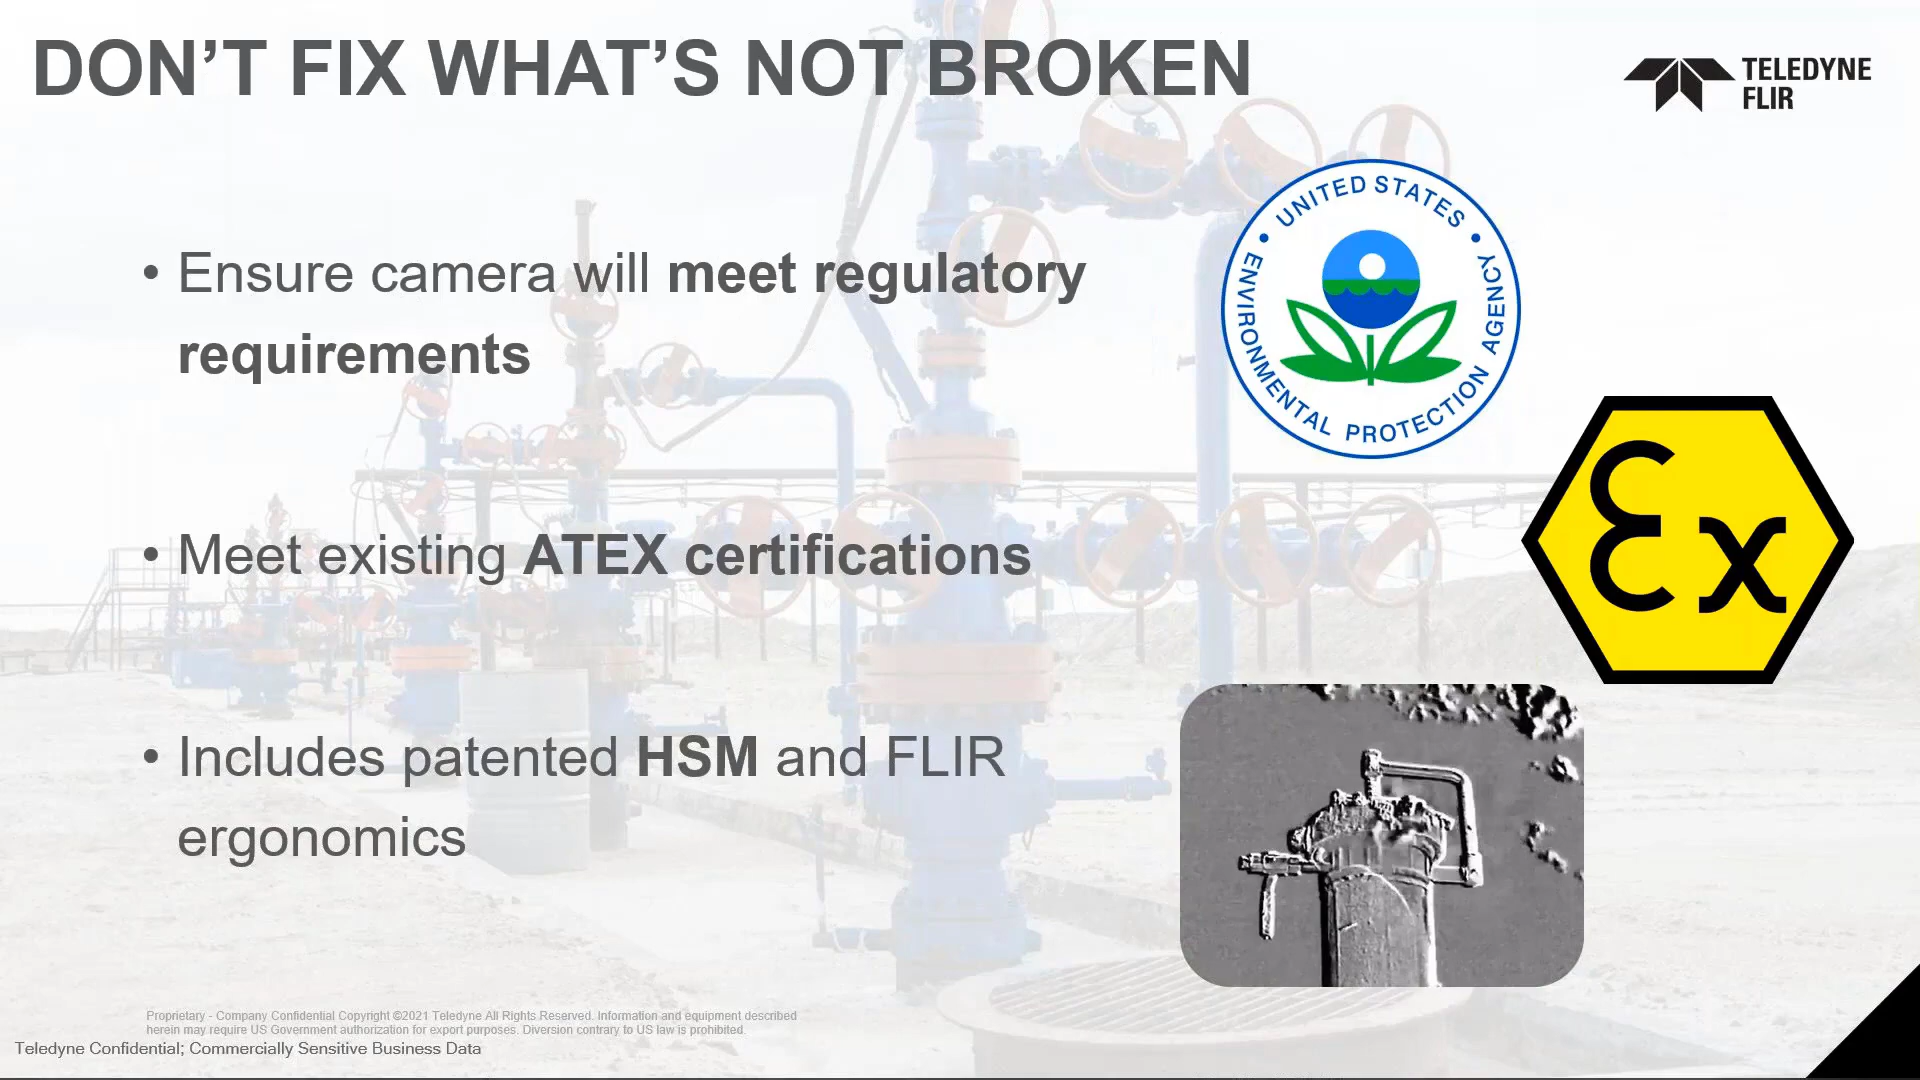 DON’T FIX WHAT’S NOT BROKEN
TELEDYNE
FLIR
• Ensure camera will meet regulatory
requirements
• UNITED STATES •
ENVIRONMENTAL PROTECTION AGENCY
Ex
• Meet existing ATEX certifications
• Includes patented HSM and FLIR
ergonomics
Proprietary - Company Confidential Copyright ©2021 Teledyne All Rights Reserved. Information and equipment described
herein may require US Government authorization for export purposes. Diversion contrary to US law is prohibited.
Teledyne Confidential; Commercially Sensitive Business Data